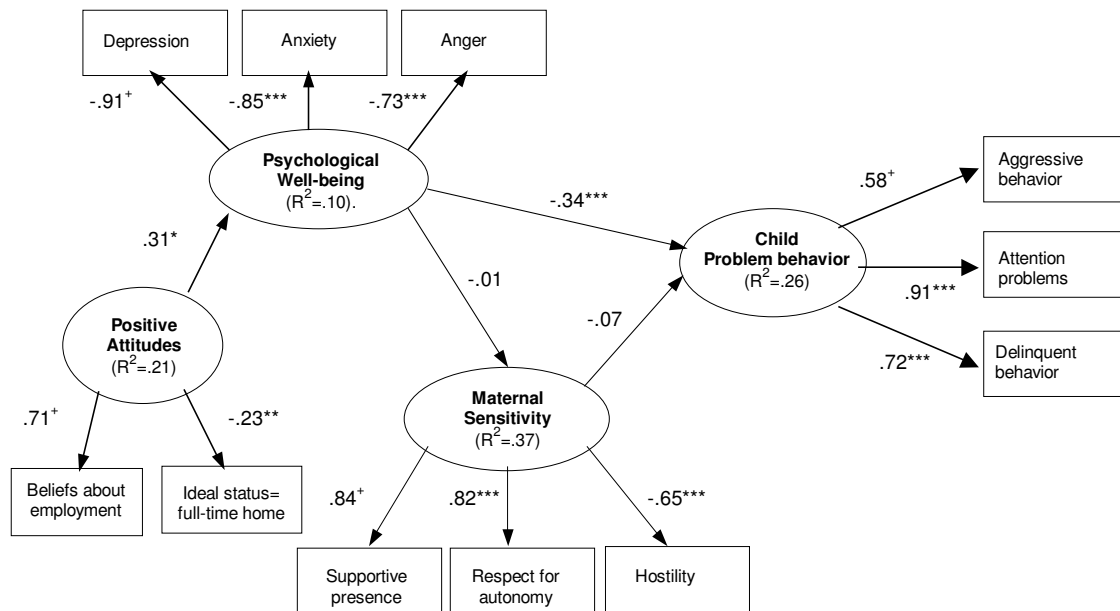 Depression
Anxiety
Anger
-.91+
-.85***
-.73***
Psychological
Well-being
(R2=.10).
Aggressive
behavior
.58+
-.34***
.31*
Child
Problem behavior
(R2=.26)
Attention
problems
.91***
-.01
-.07
Positive
Attitudes
(R2=.21)
Delinquent
behavior
.72***
Maternal
Sensitivity
(R2=.37)
.71+
-.23**
Beliefs about
employment
Ideal status=
full-time home
.84+
.82***
-.65***
Supportive
presence
Respect for
autonomy
Hostility